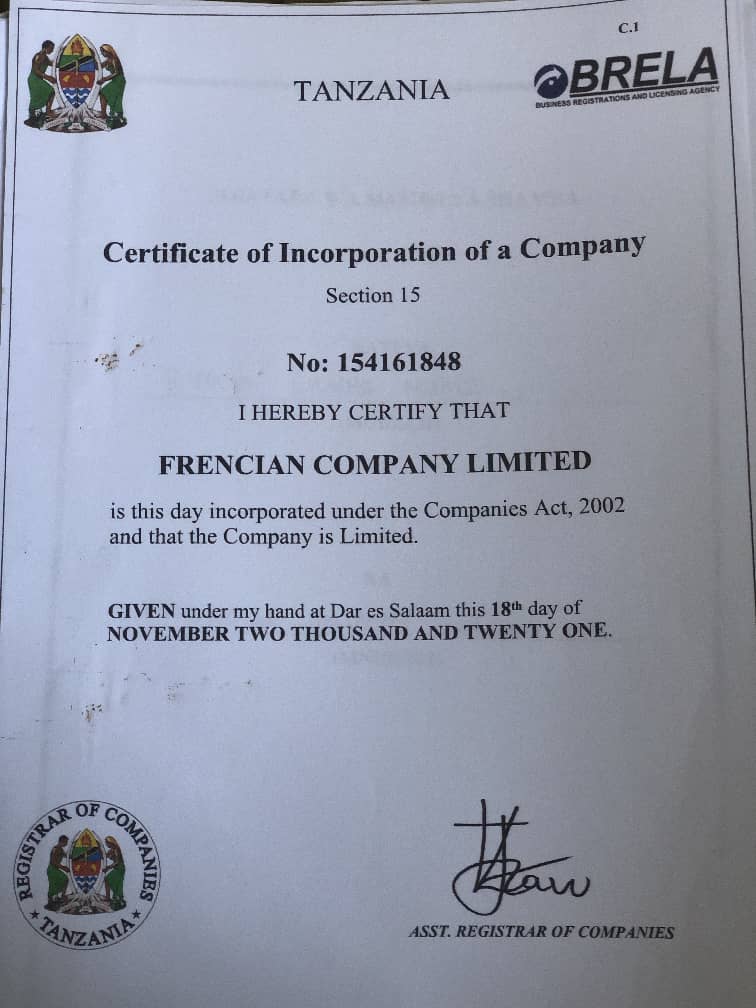 C.1
TANZANIA
BRELA
BUSINESS REGISTRATIONS AND LICENSING AGENCY
Certificate of Incorporation of a Company
Section 15
No: 154161848
I HEREBY CERTIFY THAT
FRENCIAN COMPANY LIMITED
is this day incorporated under the Companies Act, 2002
and that the Company is Limited.
GIVEN under my hand at Dar es Salaam this 18th day of
NOVEMBER TWO THOUSAND AND TWENTY ONE.
REGISTRAR OF COMPANIES
★ TANZANIA ★
ASST. REGISTRAR OF COMPANIES